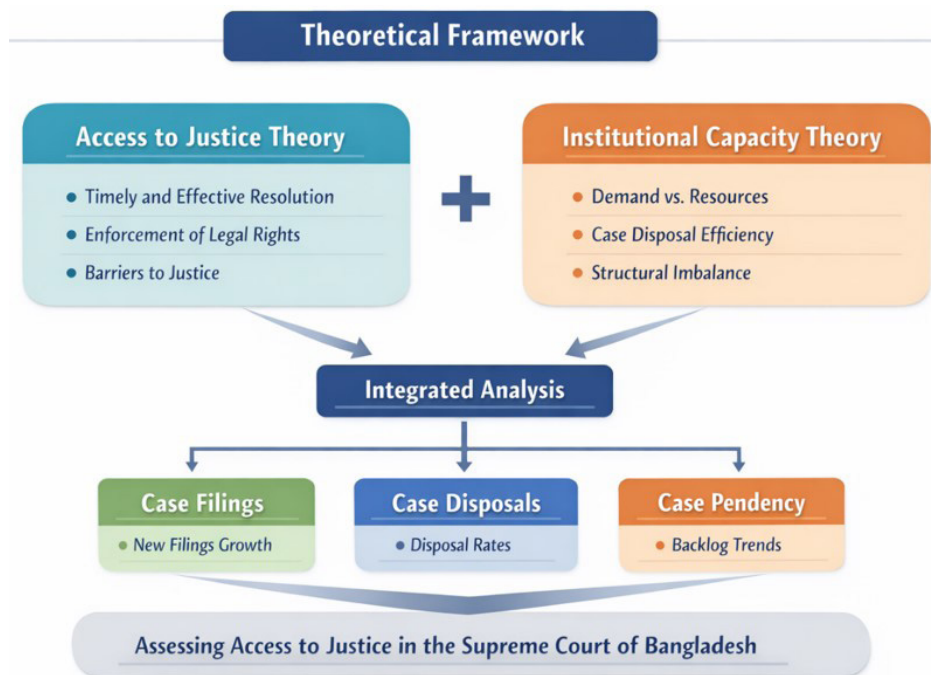 Theoretical Framework
Access to Justice Theory
• Timely and Effective Resolution
• Enforcement of Legal Rights
• Barriers to Justice
+
Institutional Capacity Theory
• Demand vs. Resources
• Case Disposal Efficiency
• Structural Imbalance
Integrated Analysis
Case Filings
• New Filings Growth
Case Disposals
• Disposal Rates
Case Pendency
• Backlog Trends
Assessing Access to Justice in the Supreme Court of Bangladesh